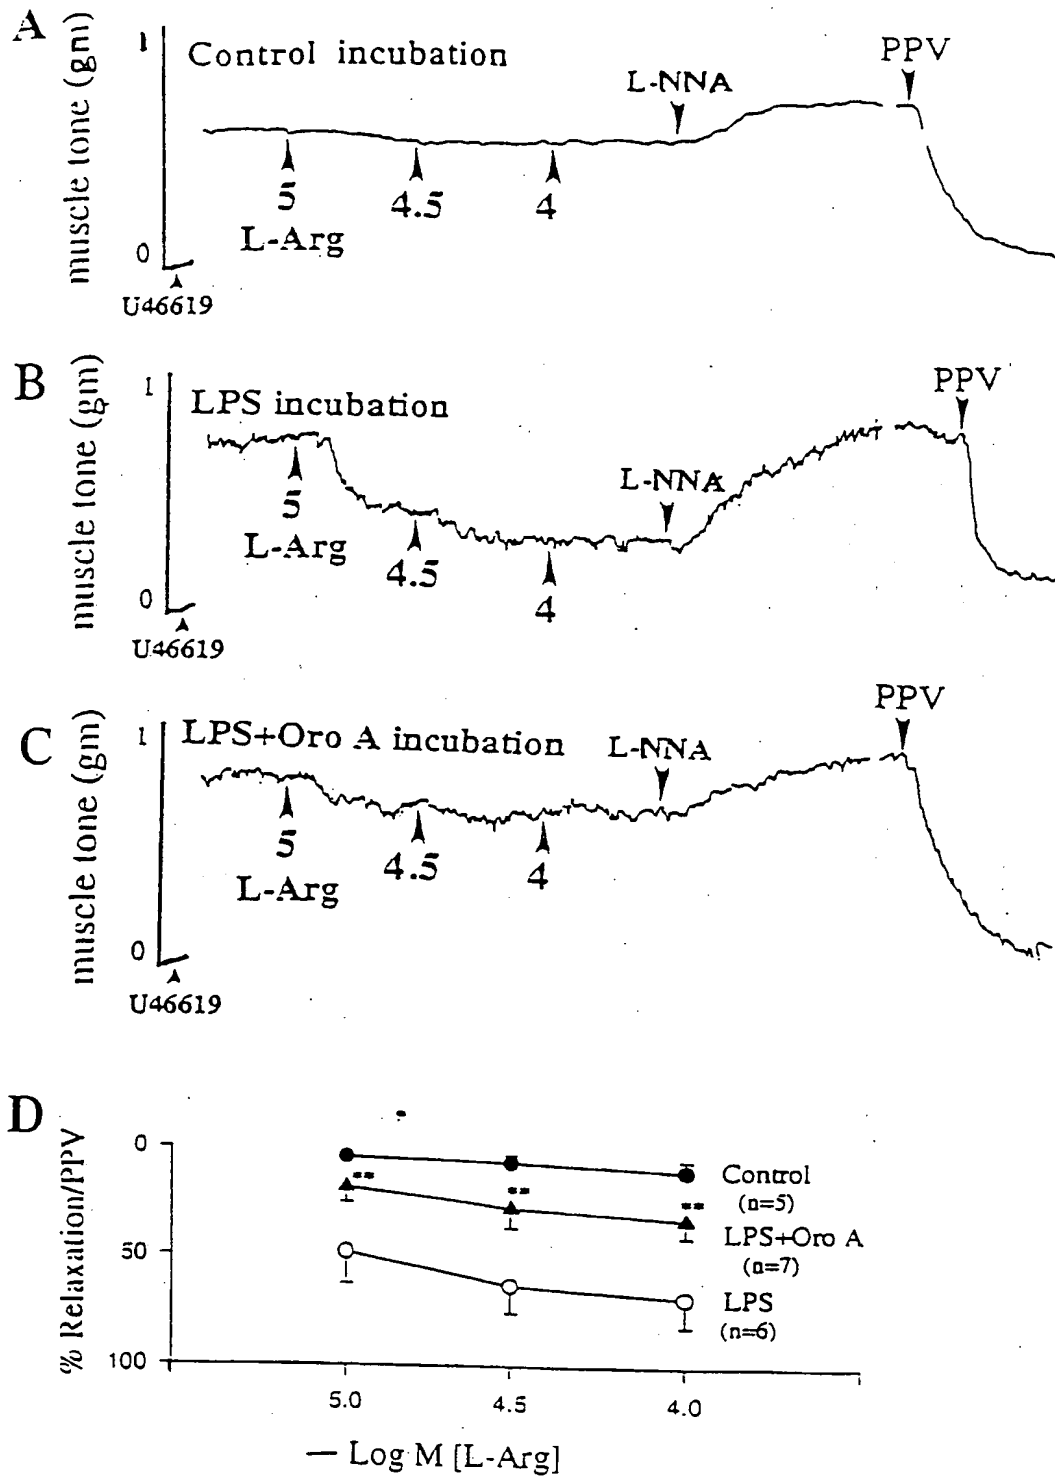 A
muscle tone (gm)
1
0
Control incubation
L-NNA
PPV
5
4.5
4
L-Arg
U46619
B
muscle tone (gm)
1
0
LPS incubation
L-NNA
PPV
5
4.5
4
L-Arg
U46619
C
muscle tone (gm)
1
0
LPS+Oro A incubation
L-NNA
PPV
5
4.5
4
L-Arg
U46619
D
% Relaxation/PPV
0
50
100
**
**
**
Control
(n=5)
LPS+Oro A
(n=7)
LPS
(n=6)
5.0
4.5
4.0
— Log M [L-Arg]